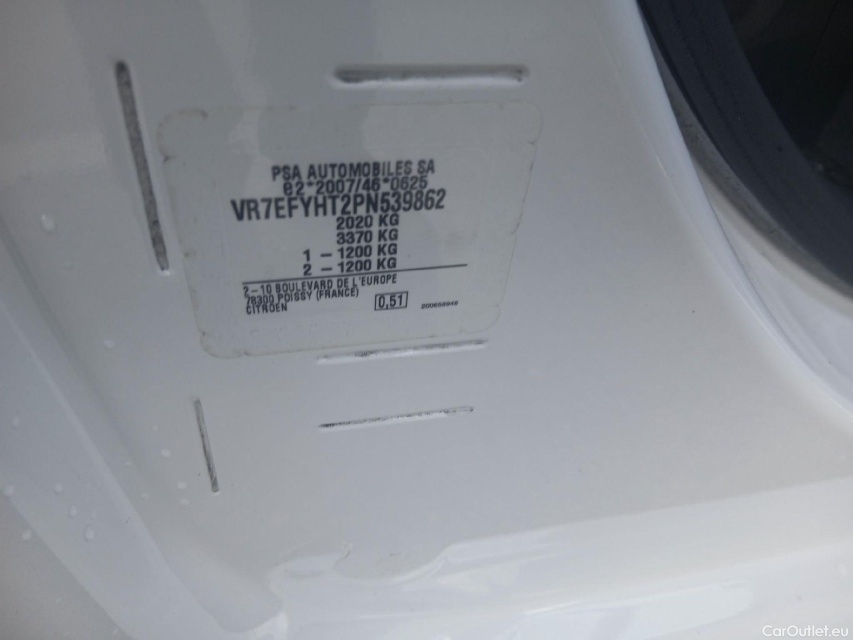 PSA AUTOMOBILES SA
e2*2007/46*0625
VR7EFYHT2PN539862
2020 KG
3370 KG
1 - 1200 KG
2 - 1200 KG
2-10 BOULEVARD DE L'EUROPE
78300 POISSY (FRANCE)
CITROEN
0,51
CarOutlet.eu